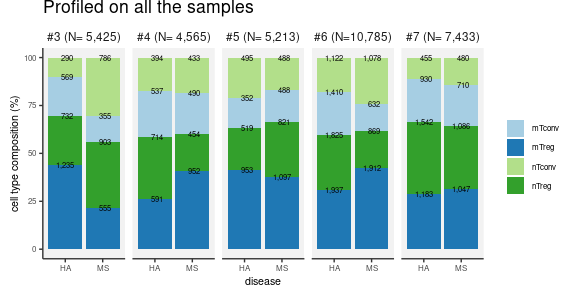 Profiled on all the samples
#3 (N= 5,425) #4 (N= 4,565) #5 (N= 5,213) #6 (N=10,785) #7 (N= 7,433)
cell type composition (%)
100
75
50
25
0
290 786 394 433 495 488 1,122 1,078 455 480
569 355 537 490 352 488 1,410 632 930 710
732 903 714 454 519 821 1,825 869 1,542 1,086
1,235 555 591 952 953 1,097 1,937 1,912 1,183 1,047
HA MS HA MS HA MS HA MS HA MS
disease
mTconv
mTreg
nTconv
nTreg